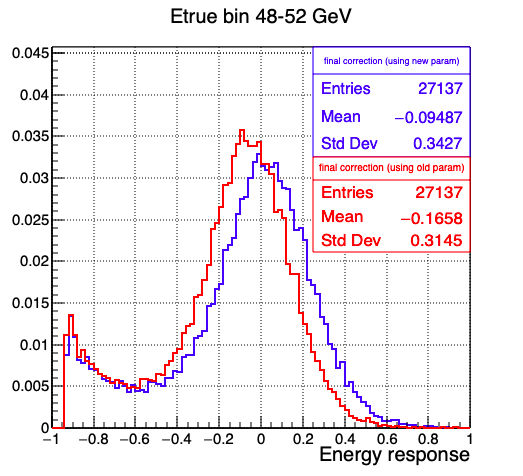 Etrue bin 48-52 GeV
final correction (using new param)
Entries 27137
Mean −0.09487
Std Dev 0.3427
final correction (using old param)
Entries 27137
Mean −0.1658
Std Dev 0.3145
0.045
0.04
0.035
0.03
0.025
0.02
0.015
0.01
0.005
0
−1 −0.8 −0.6 −0.4 −0.2 0 0.2 0.4 0.6 0.8 1
Energy response